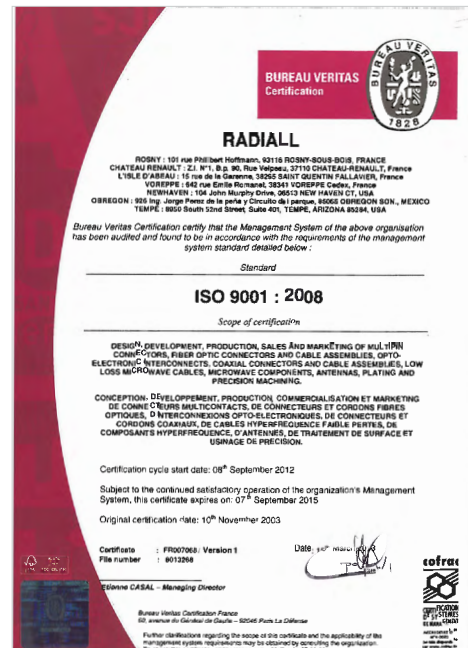 BUREAU VERITAS
Certification
BUREAU VERITAS
1828
RADIALL
ROSNY : 101 rue Philibert Hoffmann, 93116 ROSNY-SOUS-BOIS, FRANCE
CHATEAU RENAULT : Z.I. N°1, B.p. 90, Rue Velpeau, 37110 CHATEAU-RENAULT, France
L'ISLE D'ABEAU : 15 rue de la Garenne, 38295 SAINT QUENTIN FALLAVIER, France
VOREPPE : 642 rue Emile Romanet, 38341 VOREPPE Cedex, France
NEWHAVEN : 104 John Murphy Drive, 06513 NEW HAVEN CT, USA
OBREGON : 926 Ing. Jorge Perez de la peña y Circuito del parque, 85065 OBREGON SON., MEXICO
TEMPE : 8950 South 52nd Street, Suite 401, TEMPE, ARIZONA 85284, USA
Bureau Veritas Certification certify that the Management System of the above organisation
has been audited and found to be in accordance with the requirements of the management
system standard detailed below :
Standard
ISO 9001 : 2008
Scope of certification
DESIGN, DEVELOPMENT, PRODUCTION, SALES AND MARKETING OF MULTIPIN
CONNECTORS, FIBER OPTIC CONNECTORS AND CABLE ASSEMBLIES, OPTO-
ELECTRONIC INTERCONNECTS, COAXIAL CONNECTORS AND CABLE ASSEMBLIES, LOW
LOSS MICROWAVE CABLES, MICROWAVE COMPONENTS, ANTENNAS, PLATING AND
PRECISION MACHINING.
CONCEPTION, DEVELOPPEMENT, PRODUCTION, COMMERCIALISATION ET MARKETING
DE CONNECTEURS MULTICONTACTS, DE CONNECTEURS ET CORDONS FIBRES
OPTIQUES, D'INTERCONNEXIONS OPTO-ELECTRONIQUES, DE CONNECTEURS ET
CORDONS COAXIAUX, DE CABLES HYPERFREQUENCE FAIBLE PERTES, DE
COMPOSANTS HYPERFREQUENCE, D'ANTENNES, DE TRAITEMENT DE SURFACE ET
USINAGE DE PRECISION.
Certification cycle start date: 08th September 2012
Subject to the continued satisfactory operation of the organization's Management
System, this certificate expires on: 07th September 2015
Original certification date: 10th November 2003
Certificate : FR007068 / Version 1
File number : 8013268
Date
Etienne CASAL – Managing Director
cofrac
Bureau Veritas Certification France
60, avenue du Général de Gaulle – 92046 Paris La Défense
Further clarifications regarding the scope of this certificate and the applicability of the
management system requirements may be obtained by consulting the organization.